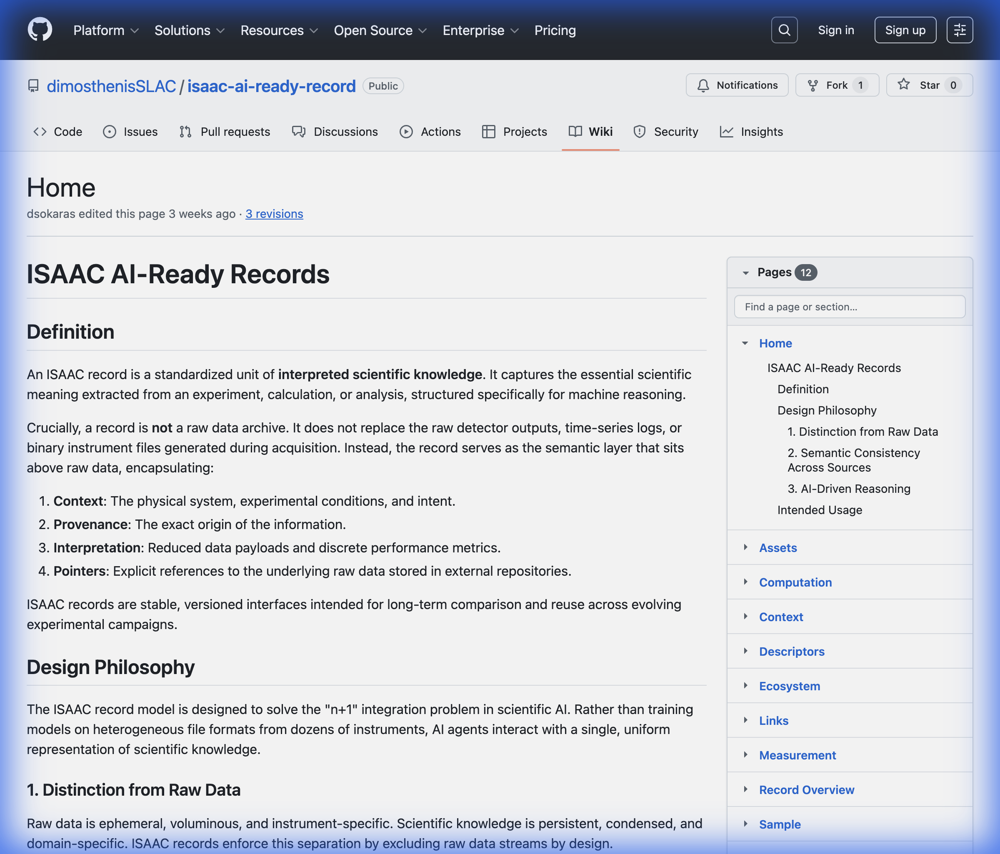 Platform Solutions Resources Open Source Enterprise Pricing Sign in Sign up
dimosthenisSLAC / isaac-ai-ready-record Public
Notifications Fork 1 Star 0
Code Issues Pull requests Discussions Actions Projects Wiki Security Insights
Home
dsokaras edited this page 3 weeks ago · 3 revisions
ISAAC AI-Ready Records
Definition
An ISAAC record is a standardized unit of interpreted scientific knowledge. It captures the essential scientific
meaning extracted from an experiment, calculation, or analysis, structured specifically for machine reasoning.
Crucially, a record is not a raw data archive. It does not replace the raw detector outputs, time-series logs, or
binary instrument files generated during acquisition. Instead, the record serves as the semantic layer that sits
above raw data, encapsulating:
1. Context: The physical system, experimental conditions, and intent.
2. Provenance: The exact origin of the information.
3. Interpretation: Reduced data payloads and discrete performance metrics.
4. Pointers: Explicit references to the underlying raw data stored in external repositories.
ISAAC records are stable, versioned interfaces intended for long-term comparison and reuse across evolving
experimental campaigns.
Design Philosophy
The ISAAC record model is designed to solve the "n+1" integration problem in scientific AI. Rather than training
models on heterogeneous file formats from dozens of instruments, AI agents interact with a single, uniform
representation of scientific knowledge.
1. Distinction from Raw Data
Raw data is ephemeral, voluminous, and instrument-specific. Scientific knowledge is persistent, condensed, and
domain-specific. ISAAC records enforce this separation by excluding raw data streams by design.
Pages 12
Find a page or section...
Home
ISAAC AI-Ready Records
Definition
Design Philosophy
1. Distinction from Raw Data
2. Semantic Consistency
Across Sources
3. AI-Driven Reasoning
Intended Usage
Assets
Computation
Context
Descriptors
Ecosystem
Links
Measurement
Record Overview
Sample